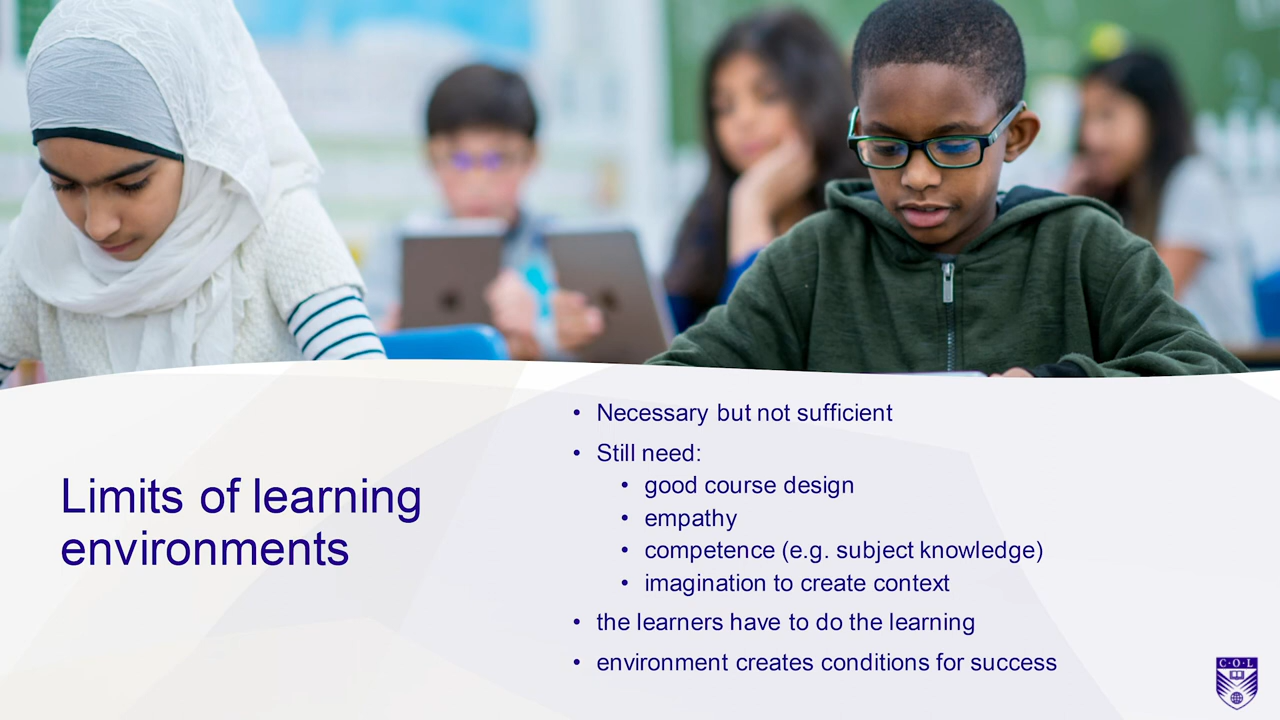 Limits of learning
environments
• Necessary but not sufficient
• Still need:
• good course design
• empathy
• competence (e.g. subject knowledge)
• imagination to create context
• the learners have to do the learning
• environment creates conditions for success
C·O·L